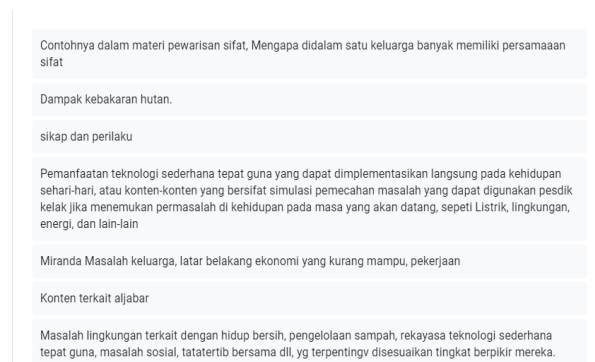 Contohnya dalam materi pewarisan sifat, Mengapa didalam satu keluarga banyak memiliki persamaaan
sifat
Dampak kebakaran hutan.
sikap dan perilaku
Pemanfaatan teknologi sederhana tepat guna yang dapat dimplementasikan langsung pada kehidupan
sehari-hari, atau konten-konten yang bersifat simulasi pemecahan masalah yang dapat digunakan pesdik
kelak jika menemukan permasalah di kehidupan pada masa yang akan datang, sepeti Listrik, lingkungan,
energi, dan lain-lain
Miranda Masalah keluarga, latar belakang ekonomi yang kurang mampu, pekerjaan
Konten terkait aljabar
Masalah lingkungan terkait dengan hidup bersih, pengelolaan sampah, rekayasa teknologi sederhana
tepat guna, masalah sosial, tatatertib bersama dll, yg terpentingv disesuaikan tingkat berpikir mereka.